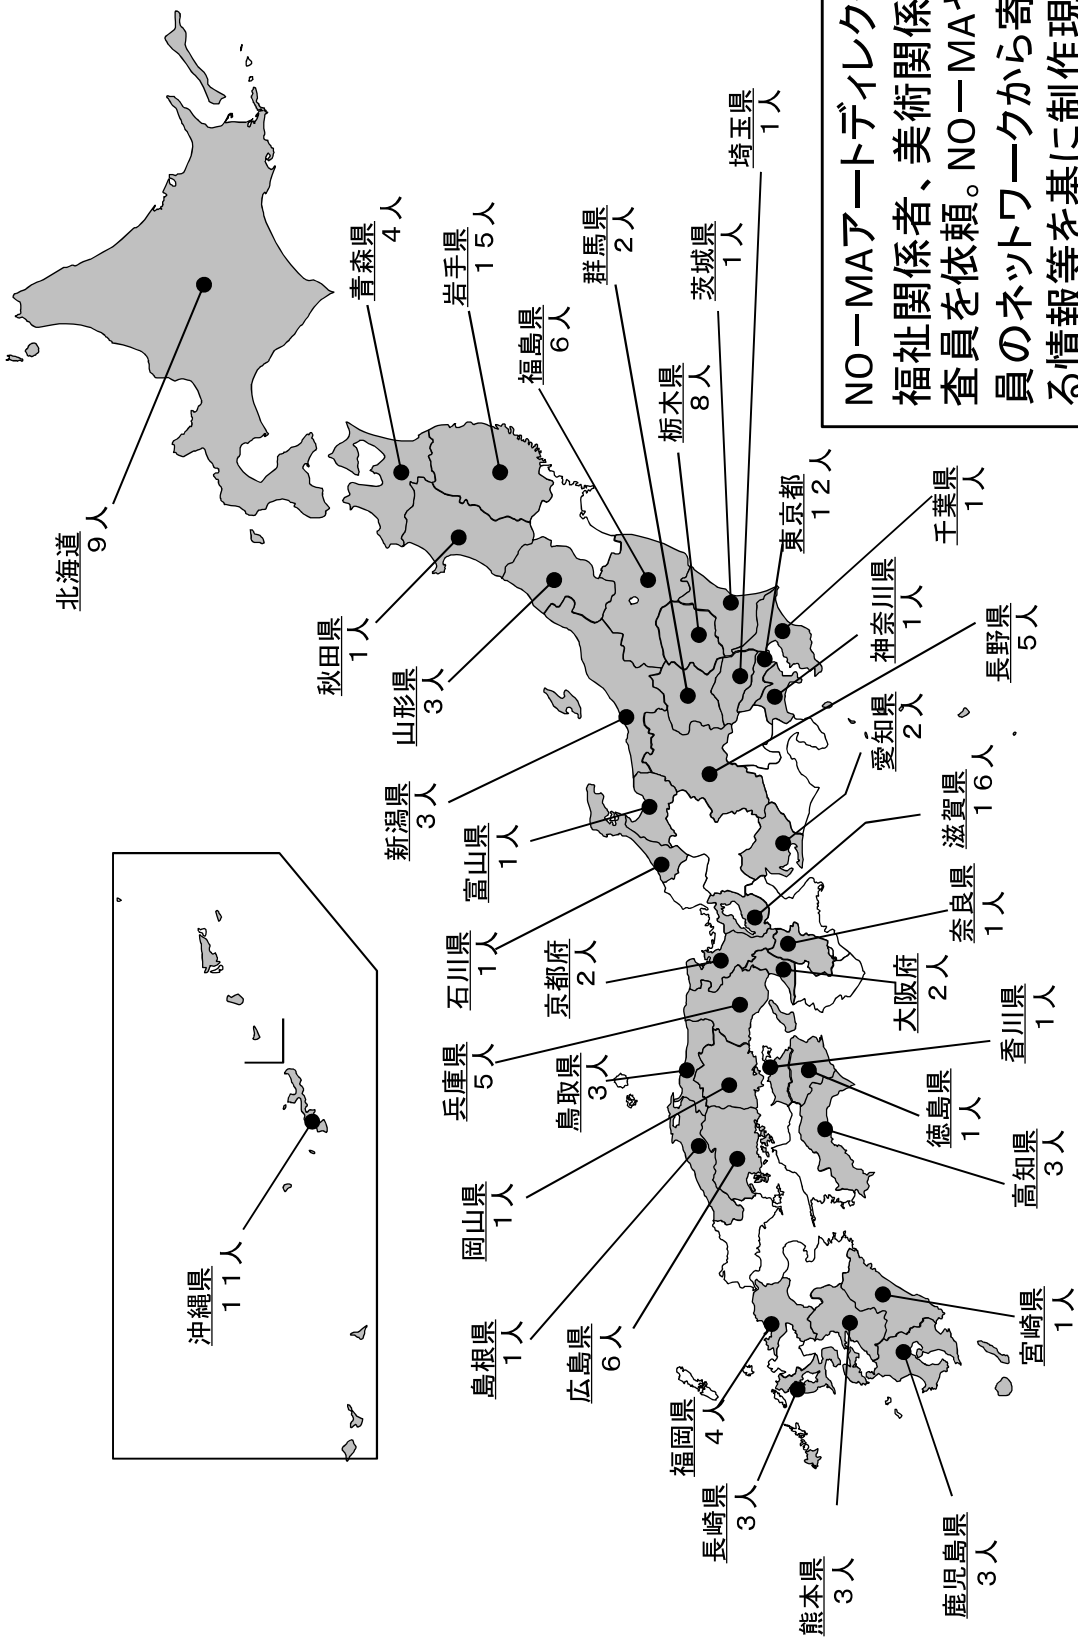 北海道
９人
青森県
４人
岩手県
１５人
秋田県
１人
山形県
３人
福島県
６人
新潟県
３人
群馬県
２人
栃木県
８人
茨城県
１人
埼玉県
１人
東京都
１２人
千葉県
１人
神奈川県
１人
長野県
５人
愛知県
２人
富山県
１人
石川県
１人
滋賀県
１６人
京都府
２人
奈良県
１人
大阪府
２人
兵庫県
５人
鳥取県
３人
岡山県
１人
島根県
１人
広島県
６人
香川県
１人
徳島県
１人
高知県
３人
福岡県
４人
長崎県
３人
熊本県
３人
宮崎県
１人
鹿児島県
３人
沖縄県
１１人
ＮＯ－ＭＡアートディレク
福祉関係者、美術関係
査員を依頼。ＮＯ－ＭＡ
員のネットワークから寄
る情報等を基に制作現